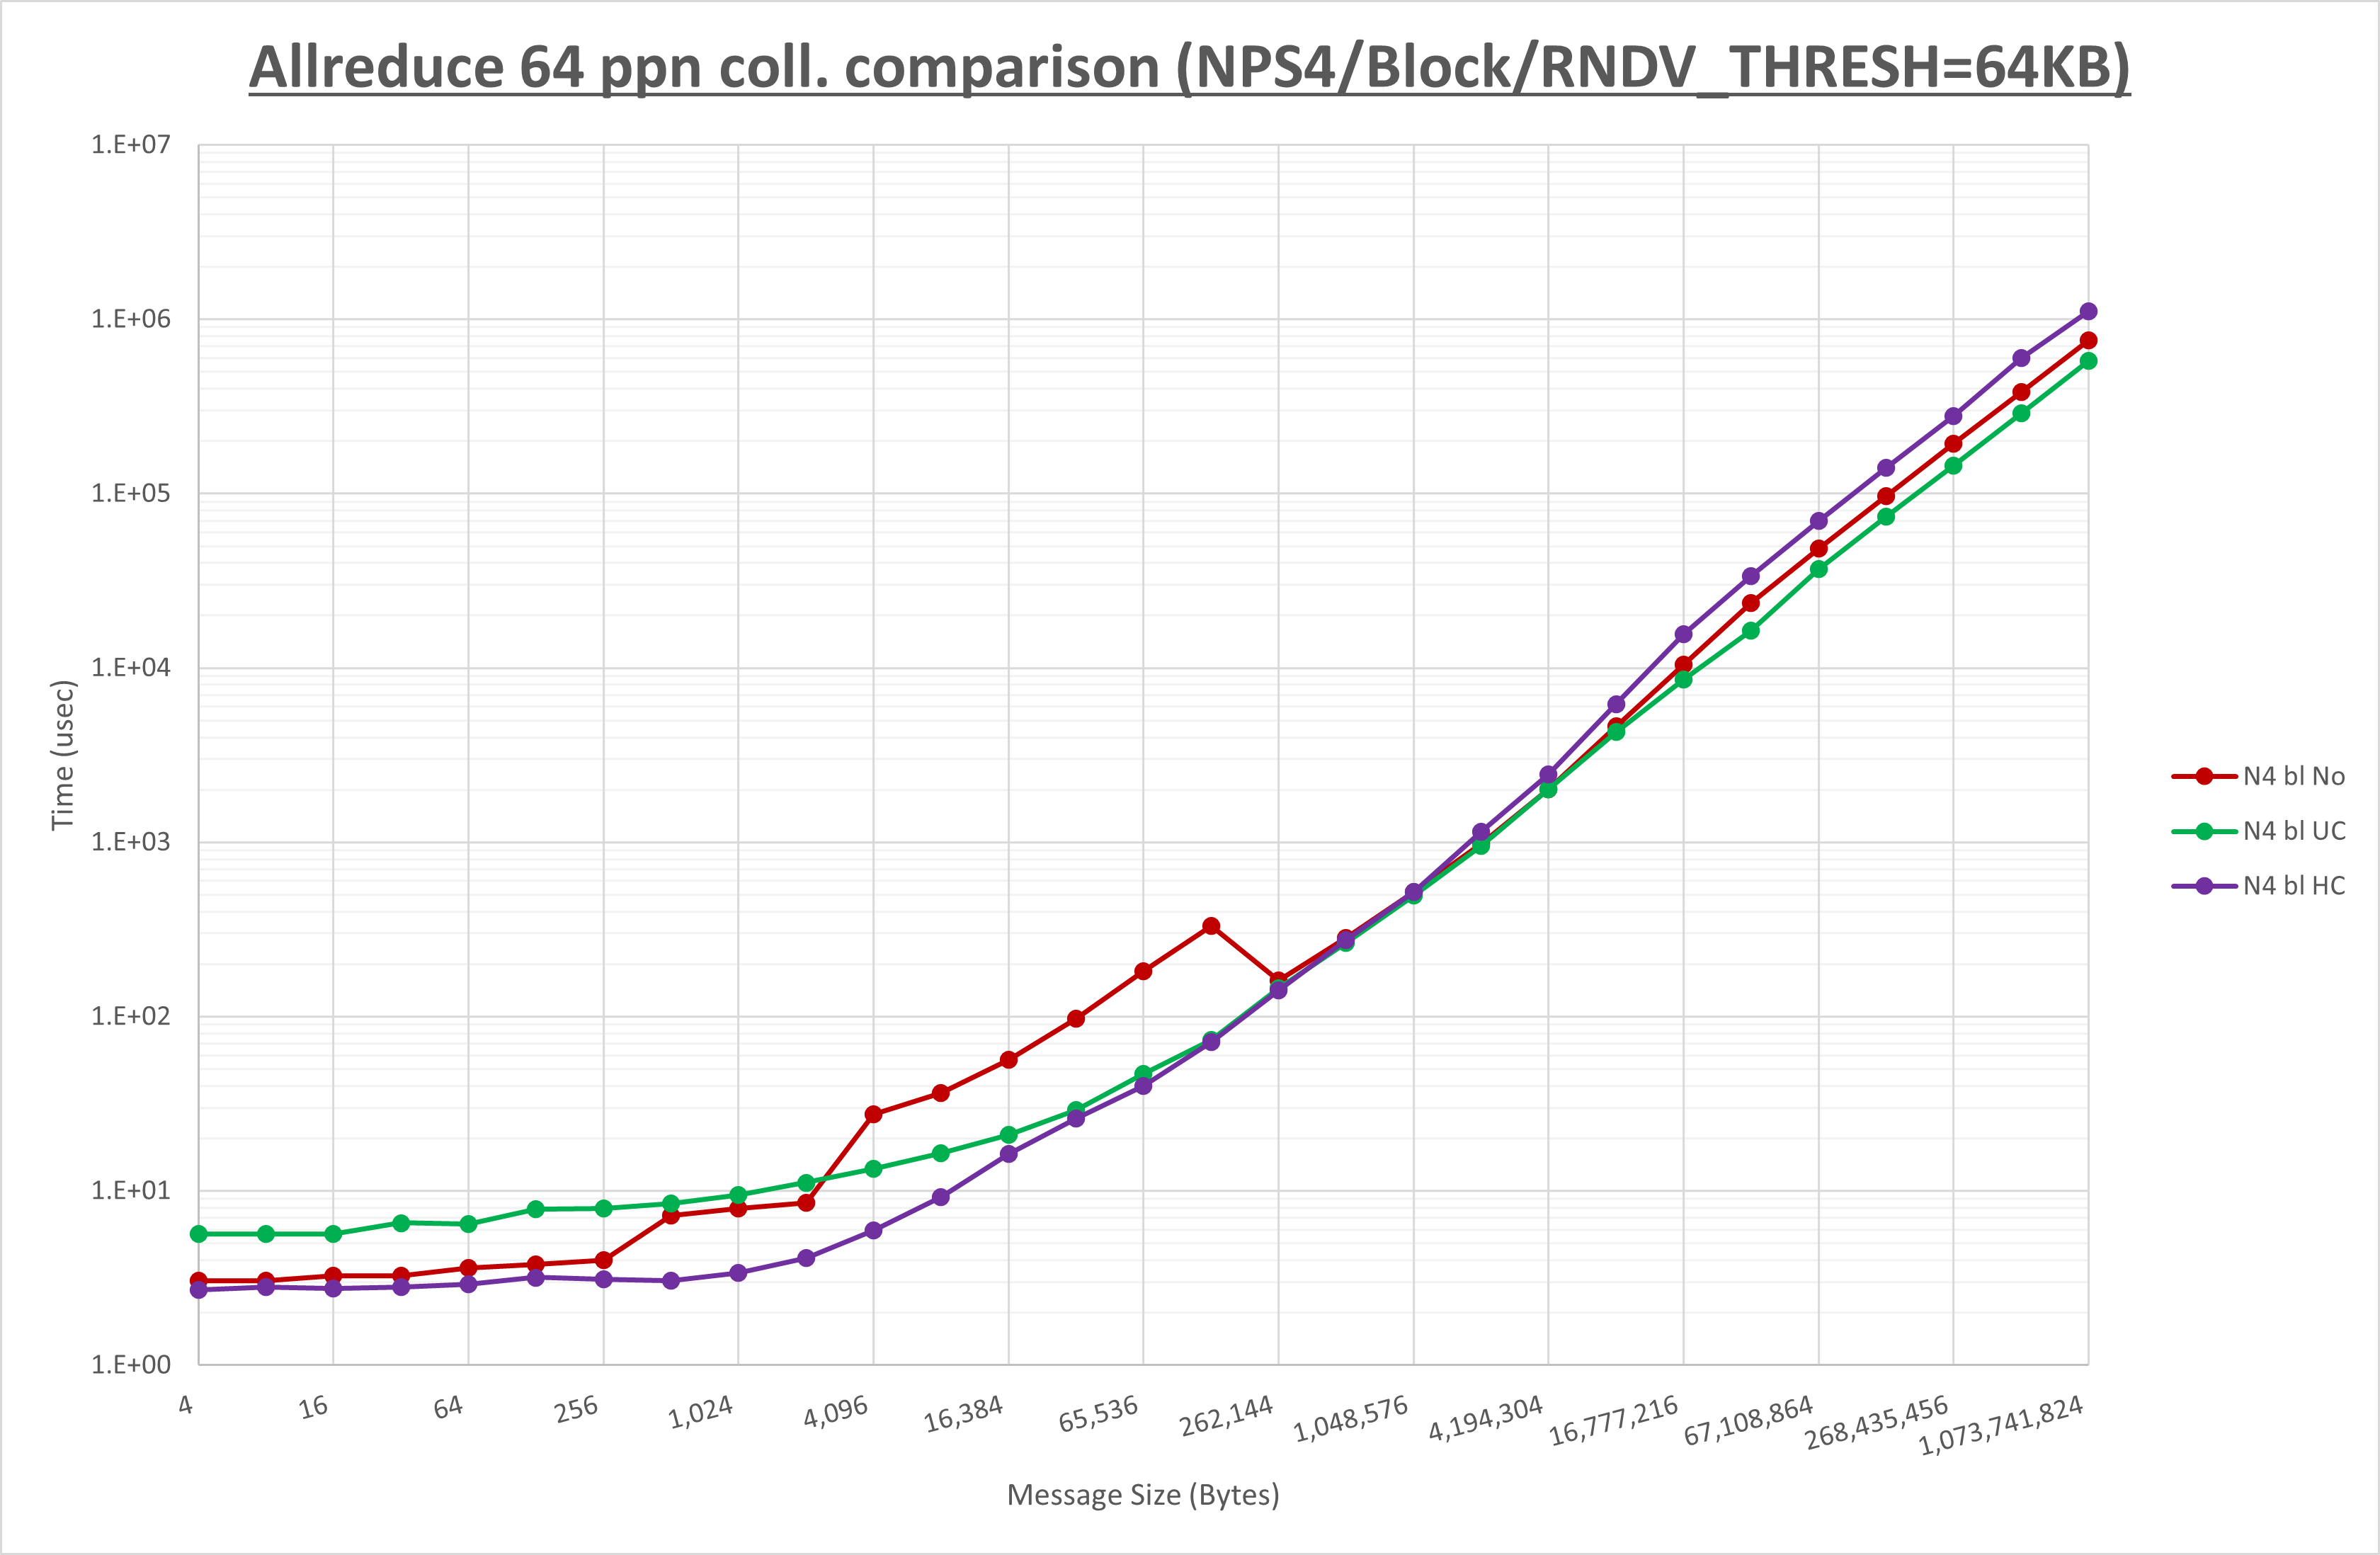 Allreduce 64 ppn coll. comparison (NPS4/Block/RNDV_THRESH=64KB)
1.E+07
1.E+06
1.E+05
1.E+04
1.E+03
1.E+02
1.E+01
1.E+00
Time (usec)
4
16
64
256
1,024
4,096
16,384
65,536
262,144
1,048,576
4,194,304
16,777,216
67,108,864
268,435,456
1,073,741,824
Message Size (Bytes)
N4 bl No
N4 bl UC
N4 bl HC